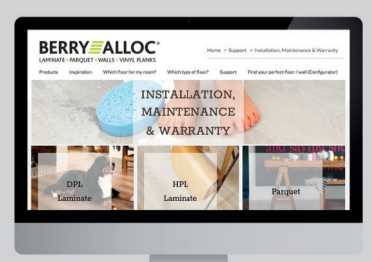 BERRY ALLOC®
LAMINATE • PARQUET • WALLS • VINYL PLANKS
Home » Support » Installation, Maintenance & Warranty
Products Inspiration Which floor for my room? Which type of floor? Support Find your perfect floor / wall (Configurator)
INSTALLATION,
MAINTENANCE
& WARRANTY
DPL
Laminate
HPL
Laminate
Parquet